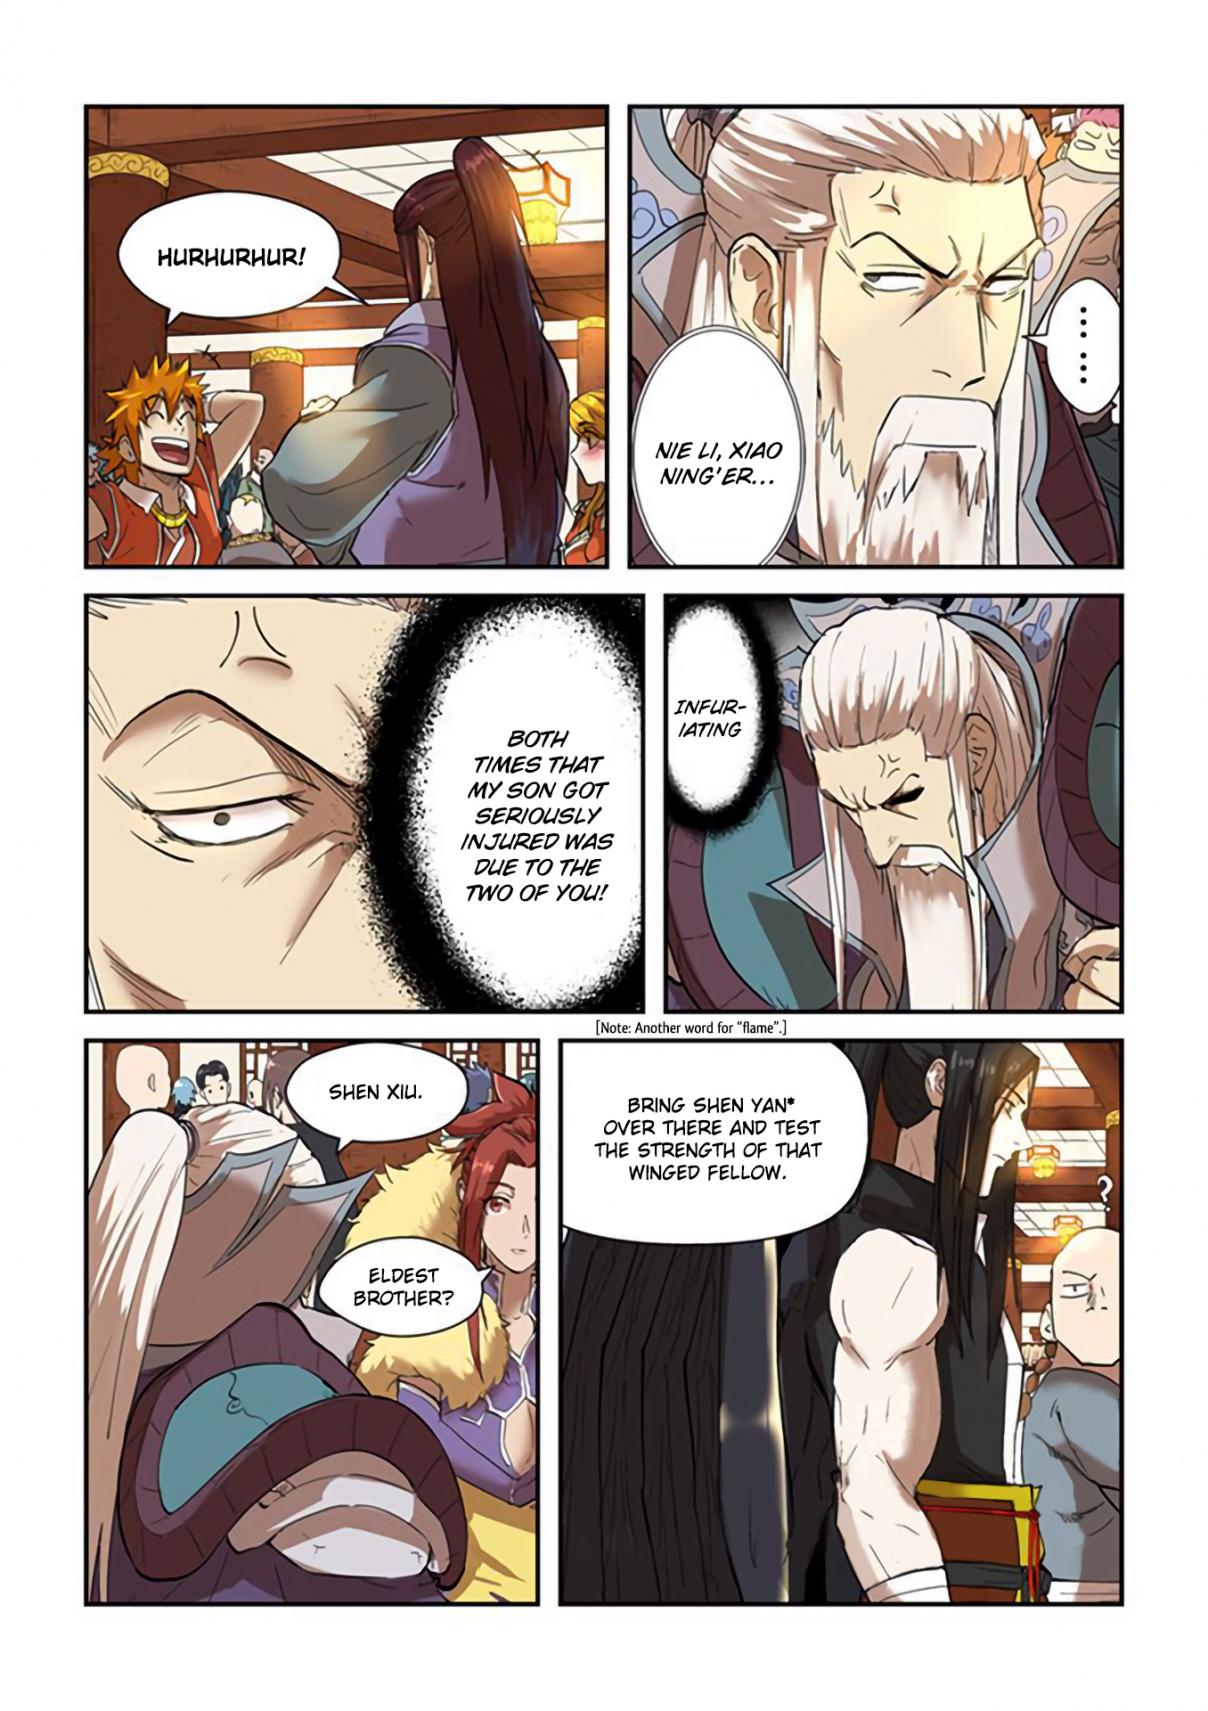 HURHURHUR!
......
NIE LI, XIAO
NING'ER...
BOTH
TIMES THAT
MY SON GOT
SERIOUSLY
INJURED WAS
DUE TO THE
TWO OF YOU!
INFUR-
IATING
[Note: Another word for "flame".]
SHEN XIU.
ELDEST
BROTHER?
BRING SHEN YAN*
OVER THERE AND TEST
THE STRENGTH OF THAT
WINGED FELLOW.
?